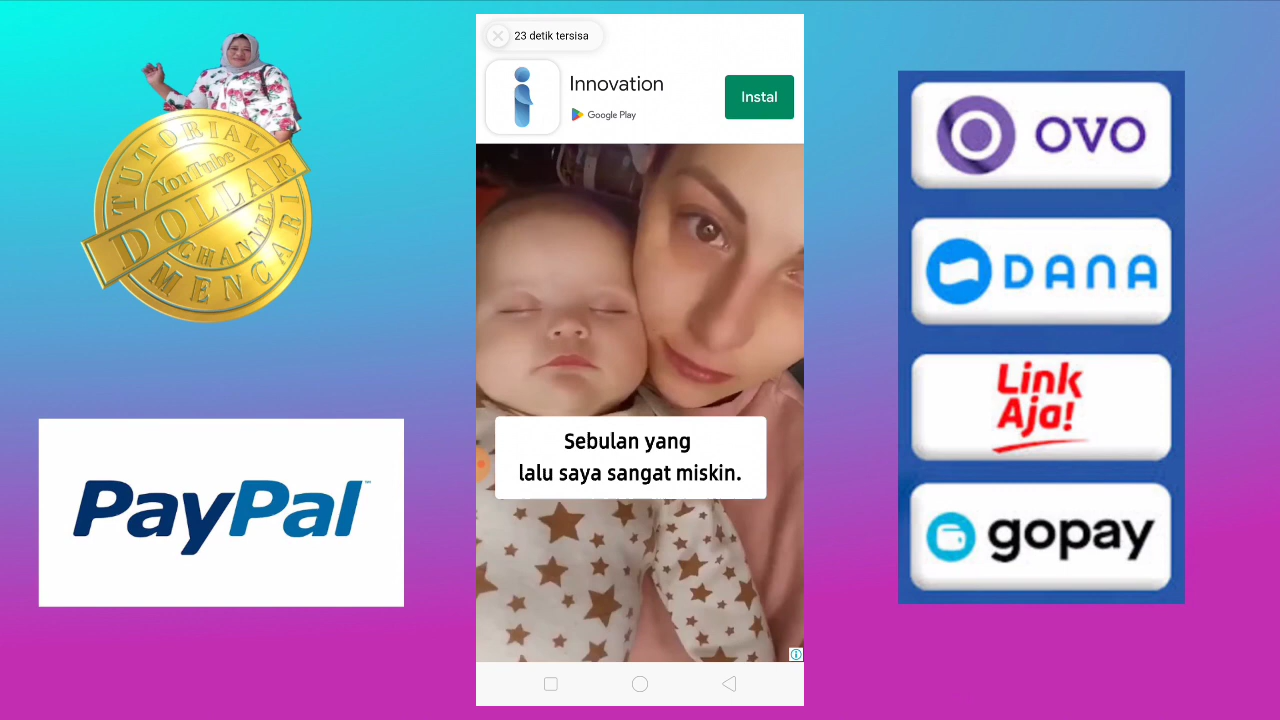 TUTORIAL
YouTube
DOLLAR
CHANNEL
MENCARI
PayPal
TM
23 detik tersisa
Innovation
Google Play
Instal
Sebulan yang
lalu saya sangat miskin.
OVO
DANA
Link
Aja!
gopay